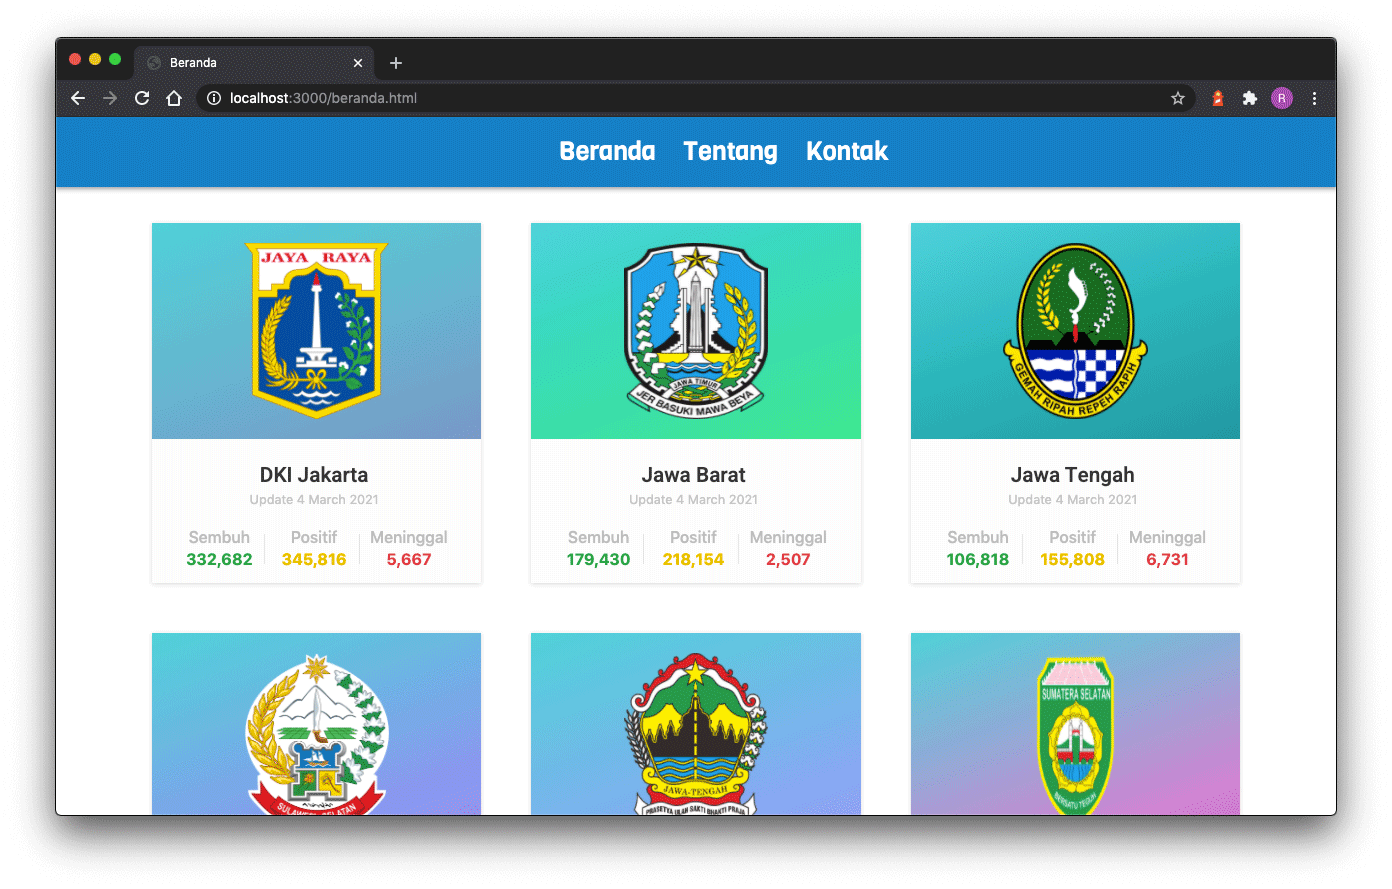 Beranda
localhost:3000/beranda.html
R
Beranda Tentang Kontak
JAYA RAYA
JAWA TIMUR
JER BASUKI MAWA BEYA
GEMAH RIPAH REPEH RAPIH
DKI Jakarta
Update 4 March 2021
Sembuh Positif Meninggal
332,682 345,816 5,667
Jawa Barat
Update 4 March 2021
Sembuh Positif Meninggal
179,430 218,154 2,507
Jawa Tengah
Update 4 March 2021
Sembuh Positif Meninggal
106,818 155,808 6,731
SULAWESI SELATAN
JAWA-TENGAH
PRASETYA ULAH SAKTI BHAKTI PRAJA
SUMATERA SELATAN
BERSATU TEGUH